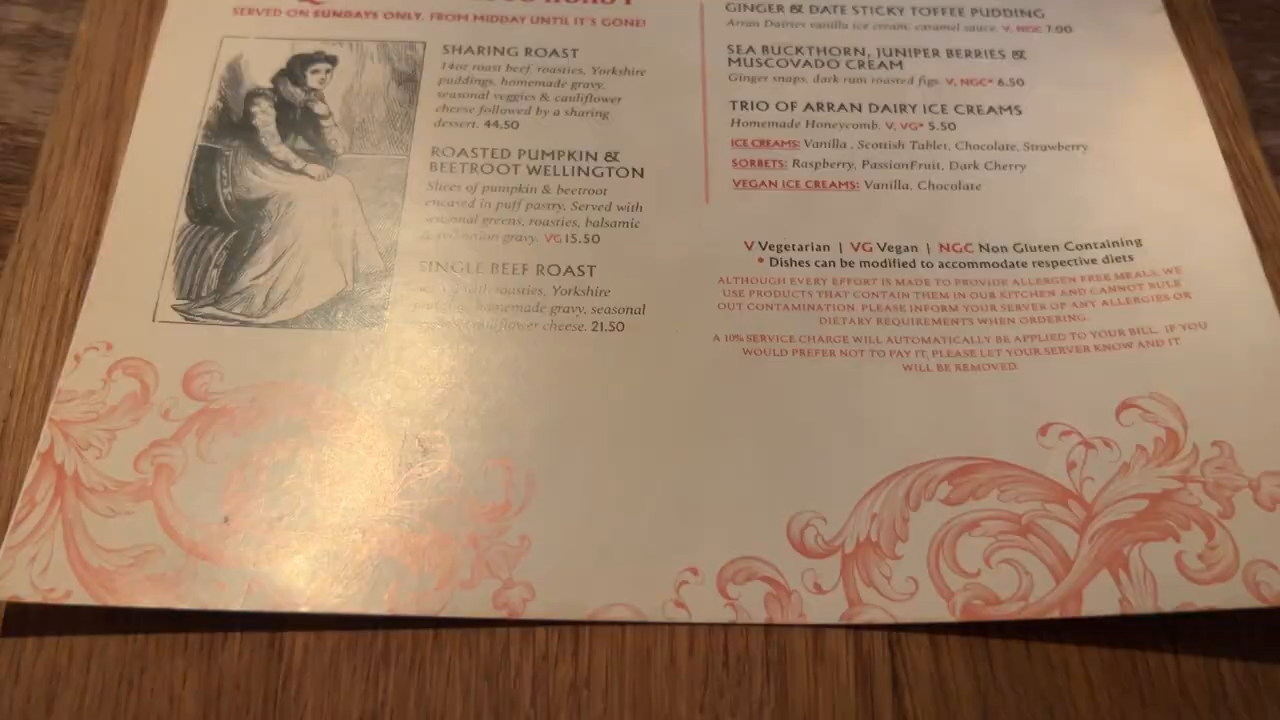 SERVED ON SUNDAYS ONLY, FROM MIDDAY UNTIL IT'S GONE!
SHARING ROAST
14oz roast beef, roasties, Yorkshire
puddings, homemade gravy,
seasonal veggies & cauliflower
cheese followed by a sharing
dessert. 44.50
ROASTED PUMPKIN &
BEETROOT WELLINGTON
Slices of pumpkin & beetroot
encased in puff pastry. Served with
seasonal greens, roasties, balsamic
gravy. VG 15.50
SINGLE BEEF ROAST
with roasties, Yorkshire
homemade gravy, seasonal
cauliflower cheese. 21.50
GINGER & DATE STICKY TOFFEE PUDDING
Arran Dairies vanilla ice cream, caramel sauce. V, NGC 7.00
SEA BUCKTHORN, JUNIPER BERRIES &
MUSCOVADO CREAM
Ginger snaps, dark rum roasted figs. V, NGC* 6.50
TRIO OF ARRAN DAIRY ICE CREAMS
Homemade Honeycomb. V, VG* 5.50
ICE CREAMS: Vanilla , Scottish Tablet, Chocolate, Strawberry
SORBETS: Raspberry, PassionFruit, Dark Cherry
VEGAN ICE CREAMS: Vanilla, Chocolate
V Vegetarian | VG Vegan | NGC Non Gluten Containing
* Dishes can be modified to accommodate respective diets
ALTHOUGH EVERY EFFORT IS MADE TO PROVIDE ALLERGEN FREE MEALS, WE
USE PRODUCTS THAT CONTAIN THEM IN OUR KITCHEN AND CANNOT RULE
OUT CONTAMINATION. PLEASE INFORM YOUR SERVER OF ANY ALLERGIES OR
DIETARY REQUIREMENTS WHEN ORDERING.
A 10% SERVICE CHARGE WILL AUTOMATICALLY BE APPLIED TO YOUR BILL. IF YOU
WOULD PREFER NOT TO PAY IT, PLEASE LET YOUR SERVER KNOW AND IT
WILL BE REMOVED.